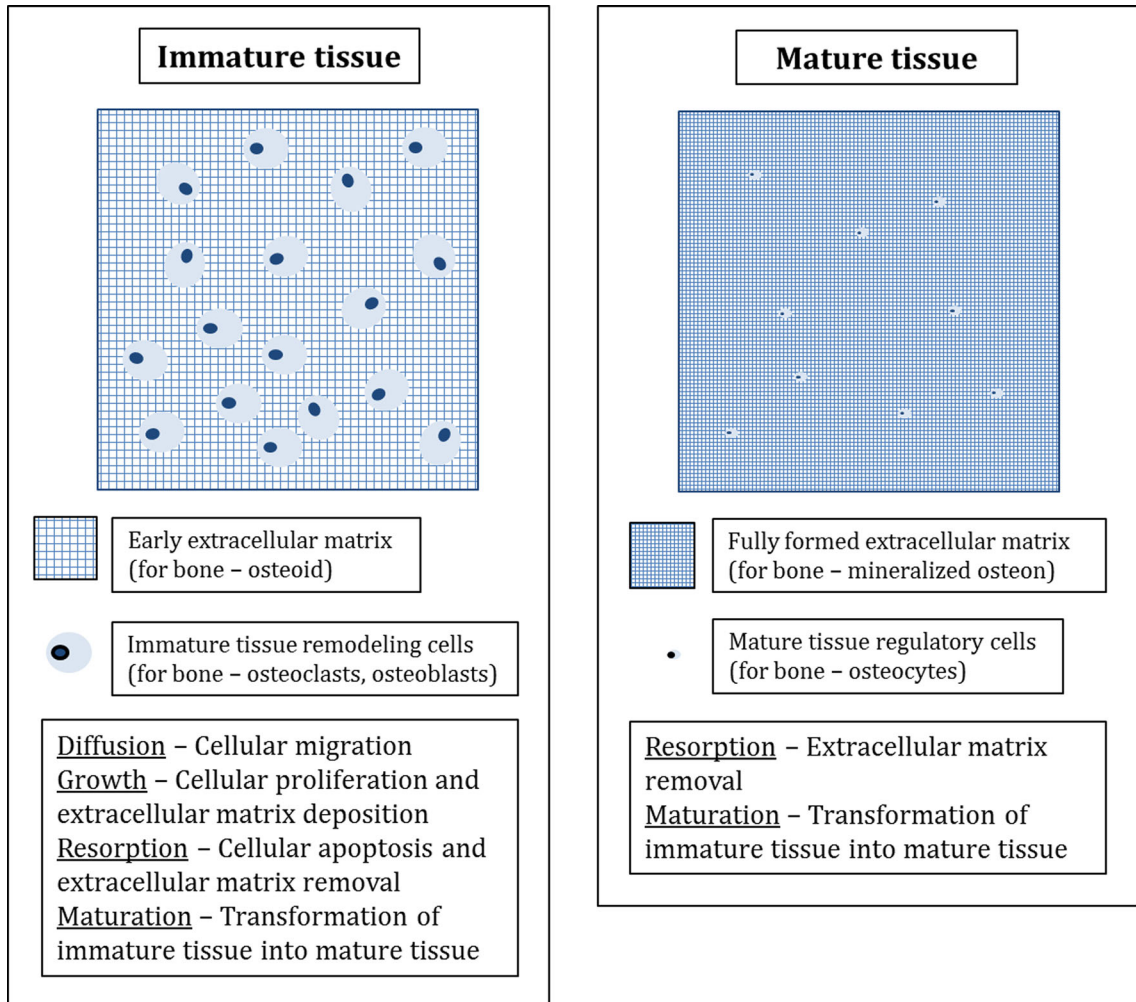 Immature tissue
Early extracellular matrix
(for bone – osteoid)
Immature tissue remodeling cells
(for bone – osteoclasts, osteoblasts)
Diffusion – Cellular migration
Growth – Cellular proliferation and
extracellular matrix deposition
Resorption – Cellular apoptosis and
extracellular matrix removal
Maturation – Transformation of
immature tissue into mature tissue
Mature tissue
Fully formed extracellular matrix
(for bone – mineralized osteon)
Mature tissue regulatory cells
(for bone – osteocytes)
Resorption – Extracellular matrix
removal
Maturation – Transformation of
immature tissue into mature tissue